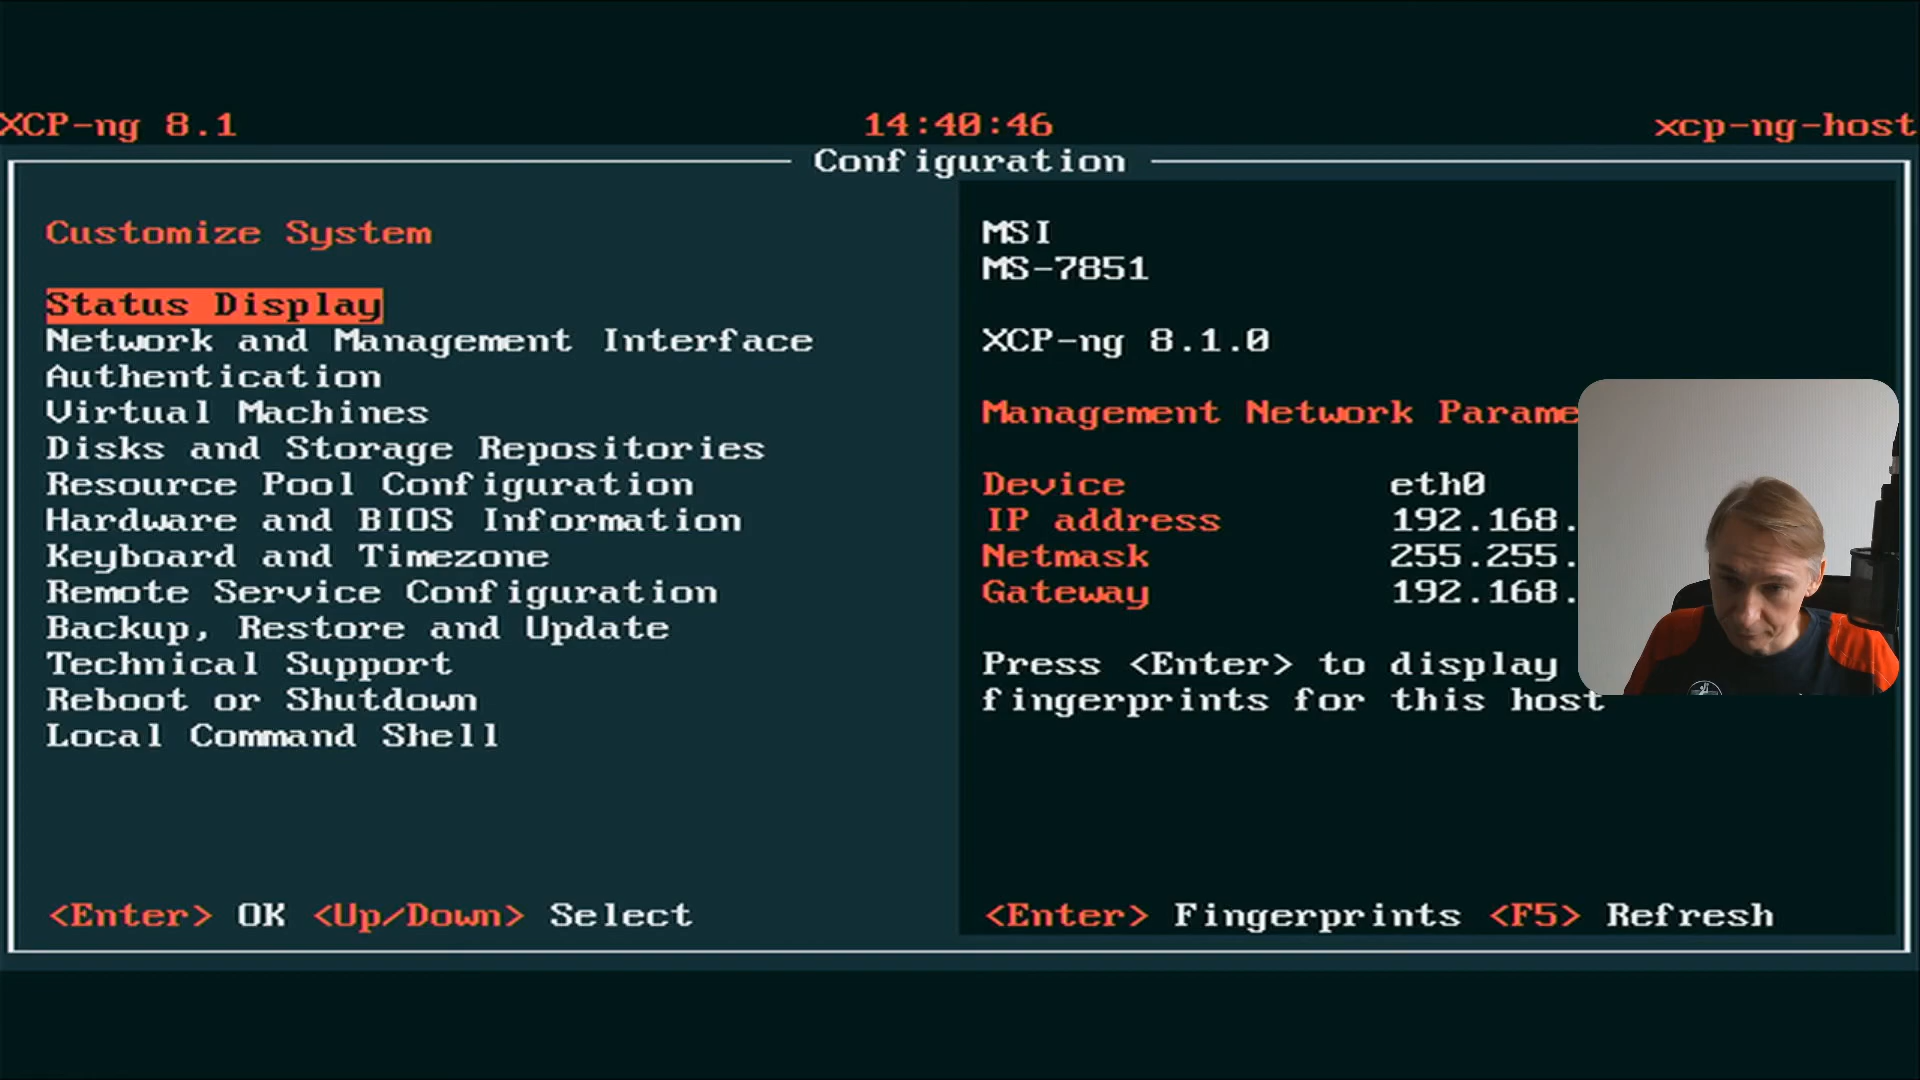 XCP-ng 8.1 14:40:46 xcp-ng-host
Configuration
Customize System
Status Display
Network and Management Interface
Authentication
Virtual Machines
Disks and Storage Repositories
Resource Pool Configuration
Hardware and BIOS Information
Keyboard and Timezone
Remote Service Configuration
Backup, Restore and Update
Technical Support
Reboot or Shutdown
Local Command Shell
<Enter> OK <Up/Down> Select
MSI
MS-7851
XCP-ng 8.1.0
Management Network
Device eth0
IP address 192.168.
Netmask 255.255.
Gateway 192.168.
Press <Enter> to display
fingerprints for this host
<Enter> Fingerprints <F5> Refresh